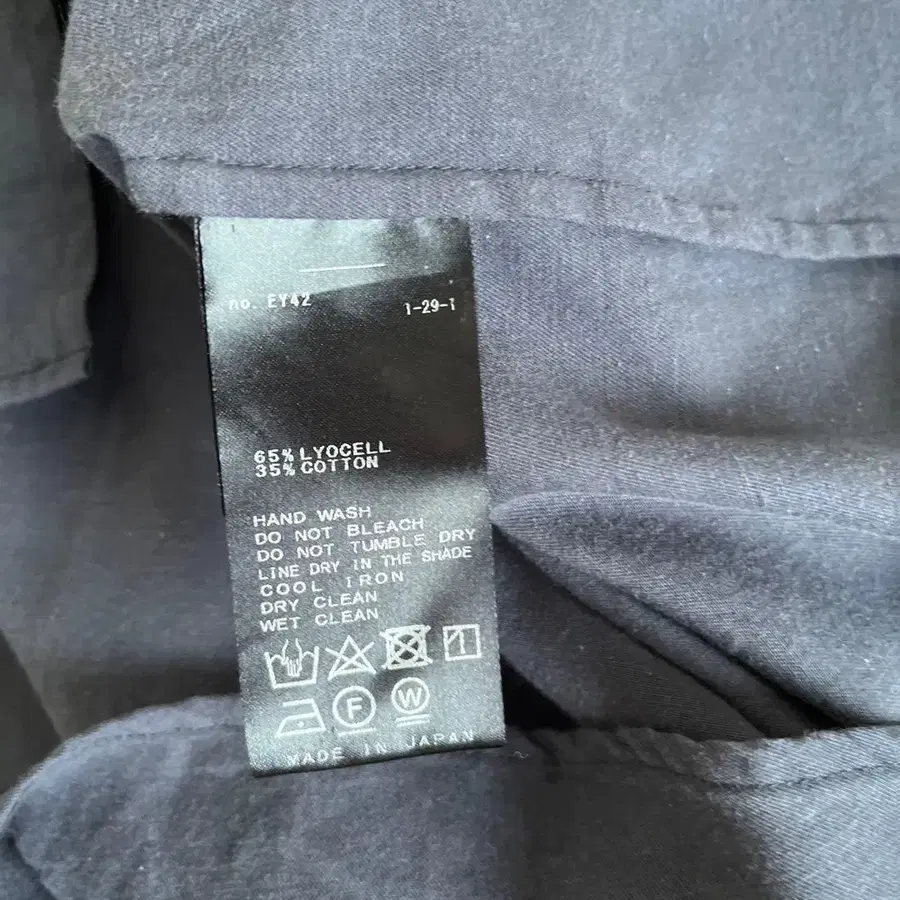 no. EY42
1-29-1
65% LYOCELL
35% COTTON
HAND WASH
DO NOT BLEACH
DO NOT TUMBLE DRY
LINE DRY IN THE SHADE
COOL IRON
DRY CLEAN
WET CLEAN
F W
MADE IN JAPAN